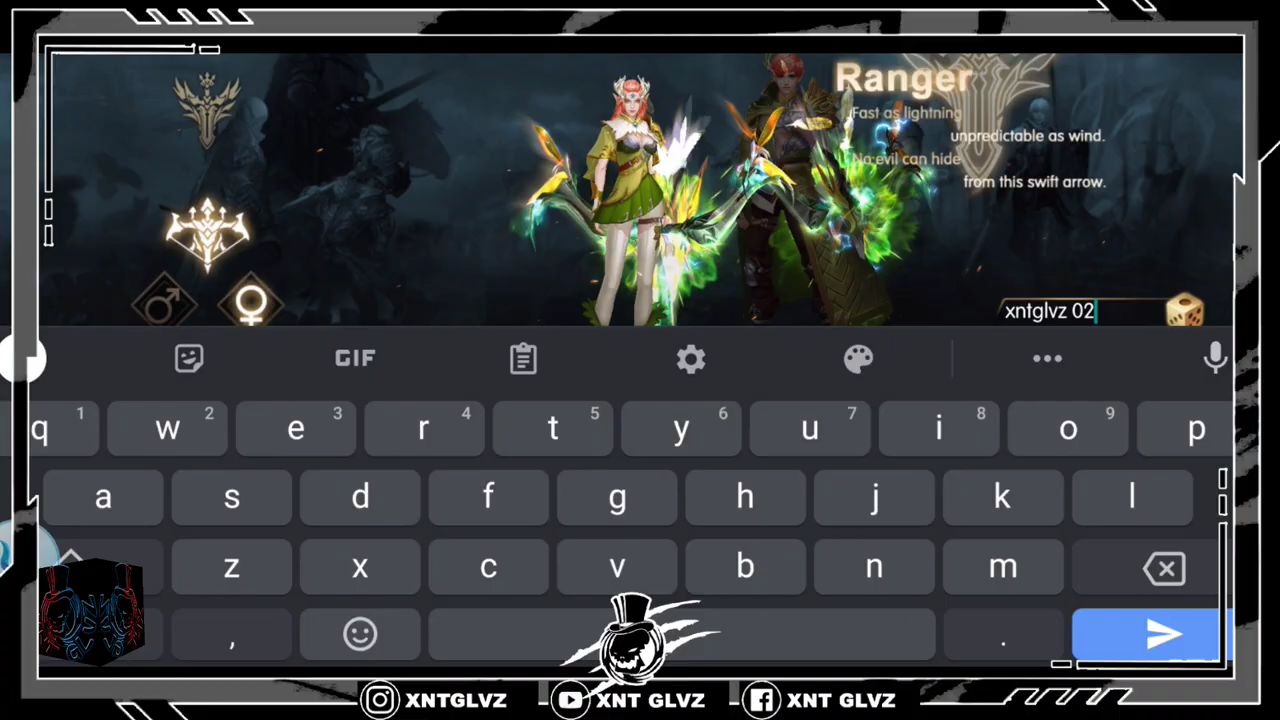 Ranger
Fast as lightning
unpredictable as wind.
No evil can hide
from this swift arrow.
xntglvz 02
GIF
q 1 w 2 e 3 r 4 t 5 y 6 u 7 i 8 o 9 p
a s d f g h j k l
z x c v b n m
, .
XNTGLVZ XNT GLVZ XNT GLVZ